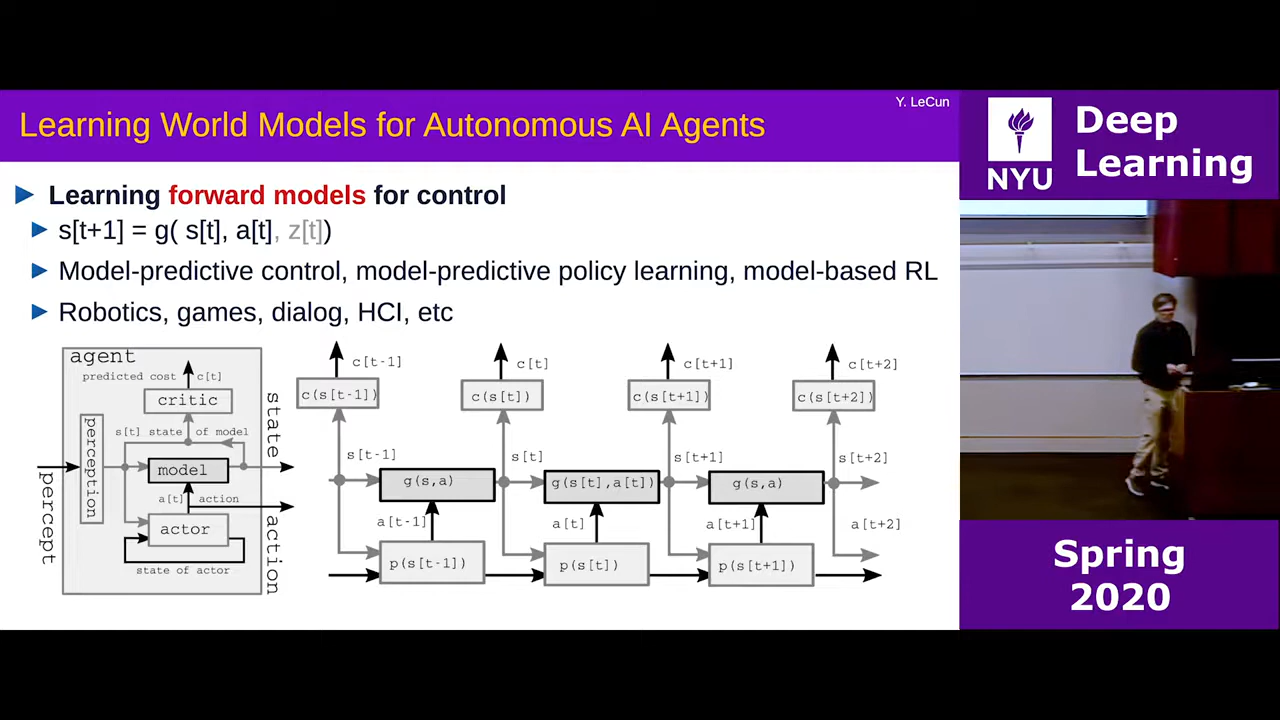 Y. LeCun
Learning World Models for Autonomous AI Agents
Learning forward models for control
s[t+1] = g( s[t], a[t], z[t])
Model-predictive control, model-predictive policy learning, model-based RL
Robotics, games, dialog, HCI, etc
agent
predicted cost c[t]
critic
s[t] state of model
perception
model
a[t] action
actor
state of actor
percept
state
action
c[t-1]
c[t]
c[t+1]
c[t+2]
c(s[t-1])
c(s[t])
c(s[t+1])
c(s[t+2])
s[t-1]
s[t]
s[t+1]
s[t+2]
g(s,a)
g(s[t],a[t])
g(s,a)
a[t-1]
a[t]
a[t+1]
a[t+2]
p(s[t-1])
p(s[t])
p(s[t+1])
NYU
Deep
Learning
Spring
2020